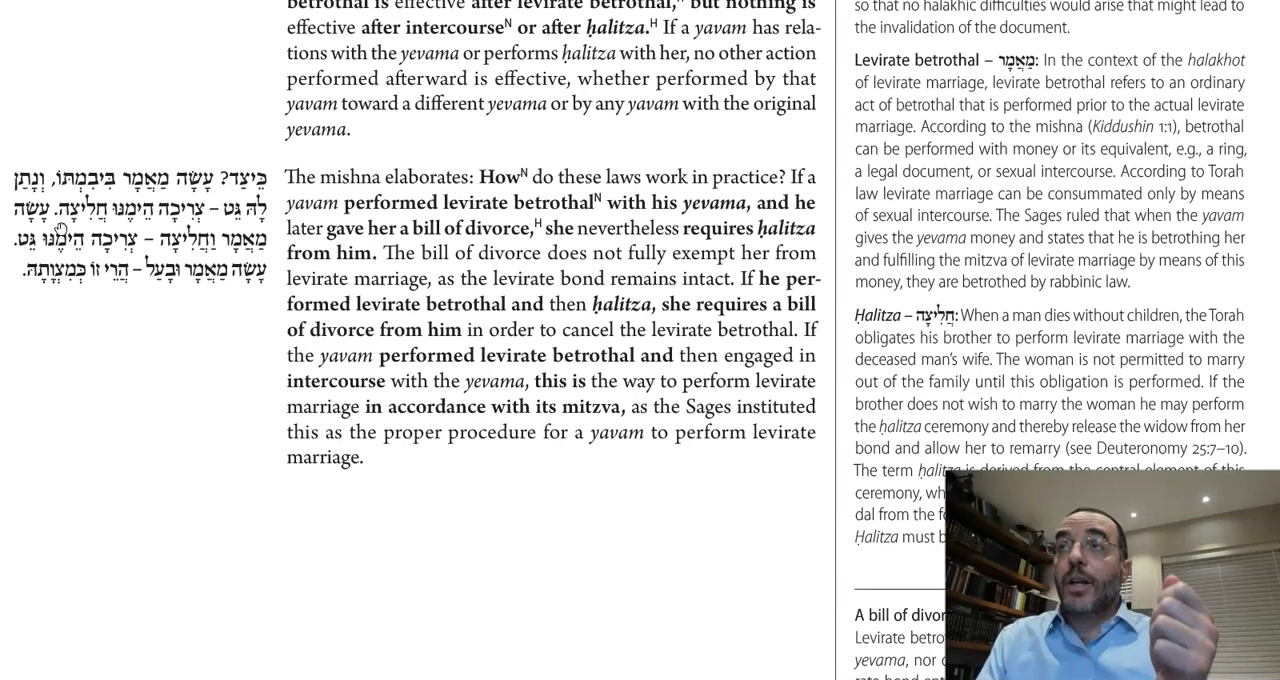 betrothal is effective after levirate betrothal, but nothing is
effective after intercourseᴺ or after ḥalitza.ᴴ If a yavam has rela-
tions with the yevama or performs ḥalitza with her, no other action
performed afterward is effective, whether performed by that
yavam toward a different yevama or by any yavam with the original
yevama.
כֵּיצַד? עָשָׂה מַאֲמָר בִּיבִמְתּוֹ, וְנָתַן
לָהּ גֵּט – צְרִיכָה הֵימֶנּוּ חֲלִיצָה. עָשָׂה
מַאֲמָר וַחֲלִיצָה – צְרִיכָה הֵימֶנּוּ גֵּט.
עָשָׂה מַאֲמָר וּבָעַל – הֲרֵי זוֹ כְּמִצְוָתָהּ.
The mishna elaborates: Howᴺ do these laws work in practice? If a
yavam performed levirate betrothalᴺ with his yevama, and he
later gave her a bill of divorce,ᴴ she nevertheless requires ḥalitza
from him. The bill of divorce does not fully exempt her from
levirate marriage, as the levirate bond remains intact. If he per-
formed levirate betrothal and then ḥalitza, she requires a bill
of divorce from him in order to cancel the levirate betrothal. If
the yavam performed levirate betrothal and then engaged in
intercourse with the yevama, this is the way to perform levirate
marriage in accordance with its mitzva, as the Sages instituted
this as the proper procedure for a yavam to perform levirate
marriage.
so that no halakhic difficulties would arise that might lead to
the invalidation of the document.
Levirate betrothal – מַאֲמָר: In the context of the halakhot
of levirate marriage, levirate betrothal refers to an ordinary
act of betrothal that is performed prior to the actual levirate
marriage. According to the mishna (Kiddushin 1:1), betrothal
can be performed with money or its equivalent, e.g., a ring,
a legal document, or sexual intercourse. According to Torah
law levirate marriage can be consummated only by means
of sexual intercourse. The Sages ruled that when the yavam
gives the yevama money and states that he is betrothing her
and fulfilling the mitzva of levirate marriage by means of this
money, they are betrothed by rabbinic law.
Ḥalitza – חֲלִיצָה: When a man dies without children, the Torah
obligates his brother to perform levirate marriage with the
deceased man's wife. The woman is not permitted to marry
out of the family until this obligation is performed. If the
brother does not wish to marry the woman he may perform
the ḥalitza ceremony and thereby release the widow from her
bond and allow her to remarry (see Deuteronomy 25:7–10).
The term ḥalitza is derived from the central element of this
ceremony, wh
dal from the f
Ḥalitza must b
A bill of divor
Levirate betro
yevama, nor